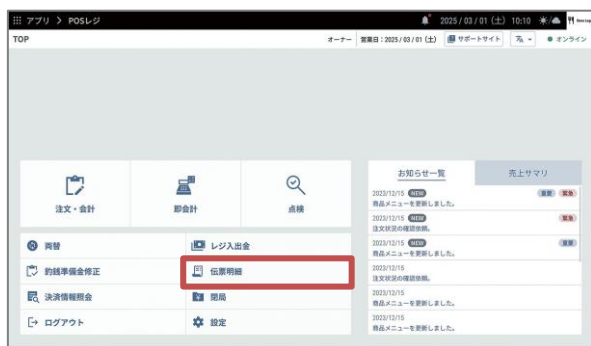 アプリ > POSレジ
2025/03/01 (土) 10:10
TOP
オーナー
営業日:2025/03/01 (土)
サポートサイト
オンライン
注文・会計
即会計
点検
両替
レジ入出金
釣銭準備金修正
伝票明細
決済情報照会
閉局
ログアウト
設定
お知らせ一覧
売上サマリ
2023/12/15 NEW 重要 緊急
商品メニューを更新しました。
2023/12/15 NEW 緊急
注文状況の確認依頼。
2023/12/15 NEW 重要
商品メニューを更新しました。
2023/12/15
注文状況の確認依頼。
2023/12/15
商品メニューを更新しました。
2023/12/15
商品メニューを更新しました。